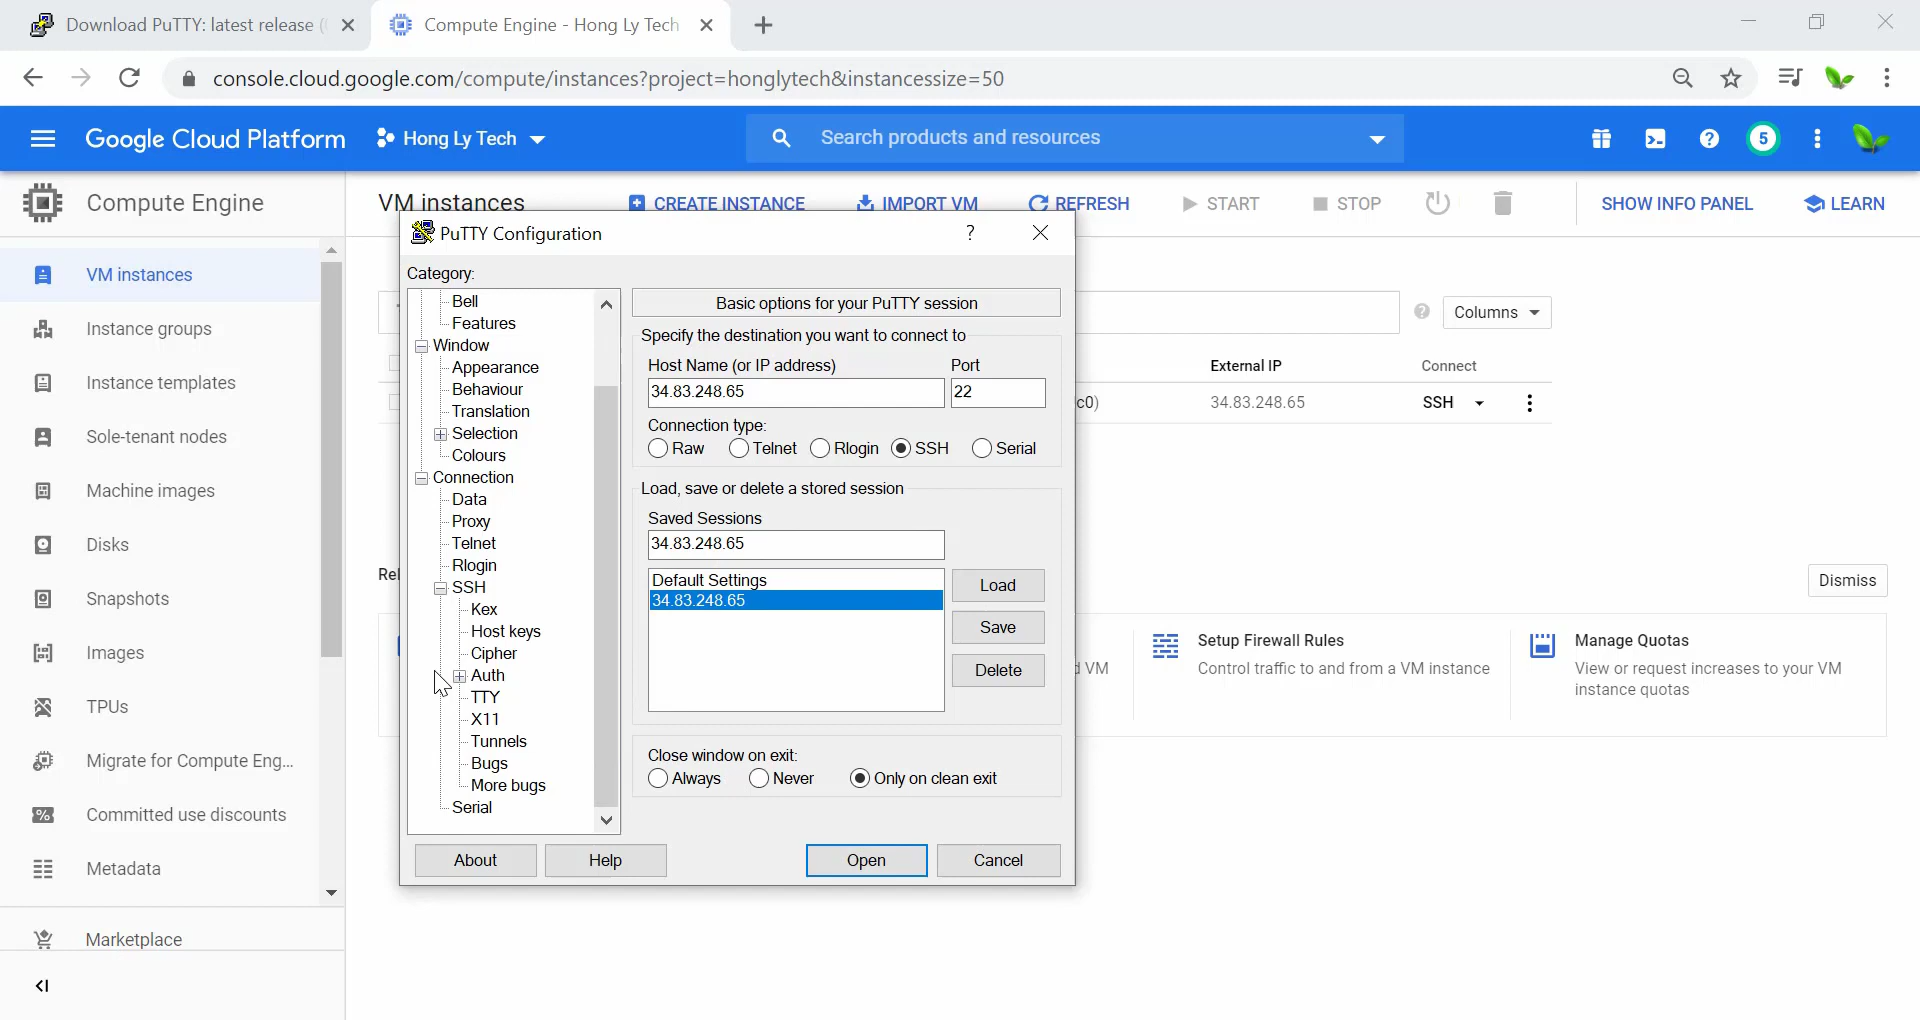 Download PuTTY: latest release (
Compute Engine - Hong Ly Tech
console.cloud.google.com/compute/instances?project=honglytech&instancessize=50
Google Cloud Platform
Hong Ly Tech
Search products and resources
5
Compute Engine
VM instances
CREATE INSTANCE
IMPORT VM
REFRESH
START
STOP
SHOW INFO PANEL
LEARN
VM instances
Instance groups
Instance templates
Sole-tenant nodes
Machine images
Disks
Snapshots
Images
TPUs
Migrate for Compute Eng...
Committed use discounts
Metadata
Marketplace
PuTTY Configuration
?
Category:
Bell
Features
Window
Appearance
Behaviour
Translation
Selection
Colours
Connection
Data
Proxy
Telnet
Rlogin
SSH
Kex
Host keys
Cipher
Auth
TTY
X11
Tunnels
Bugs
More bugs
Serial
Basic options for your PuTTY session
Specify the destination you want to connect to
Host Name (or IP address) Port
34.83.248.65 22
Connection type:
Raw Telnet Rlogin SSH Serial
Load, save or delete a stored session
Saved Sessions
34.83.248.65
Default Settings
34.83.248.65
Load
Save
Delete
Close window on exit:
Always Never Only on clean exit
About
Help
Open
Cancel
Columns
External IP Connect
c0) 34.83.248.65 SSH
Rel
Dismiss
d VM
Setup Firewall Rules
Control traffic to and from a VM instance
Manage Quotas
View or request increases to your VM
instance quotas